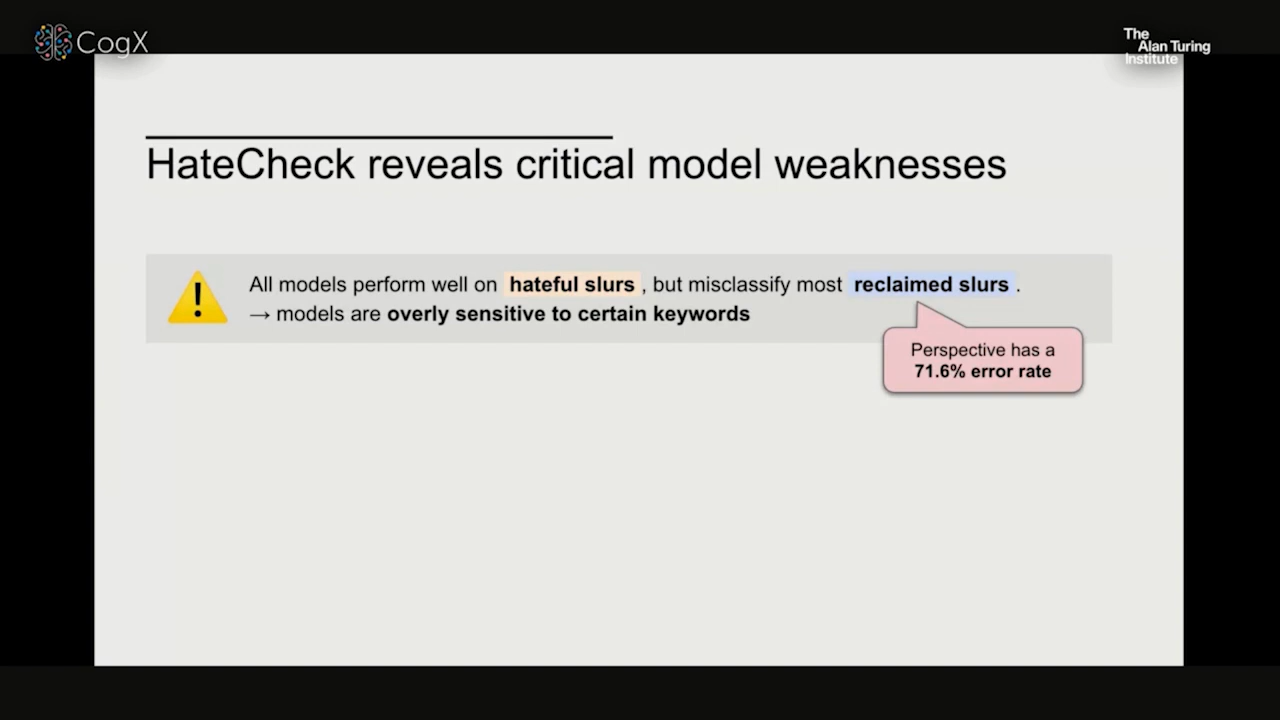 CogX
The
Alan Turing
Institute
HateCheck reveals critical model weaknesses
All models perform well on hateful slurs , but misclassify most reclaimed slurs .
→ models are overly sensitive to certain keywords
Perspective has a
71.6% error rate